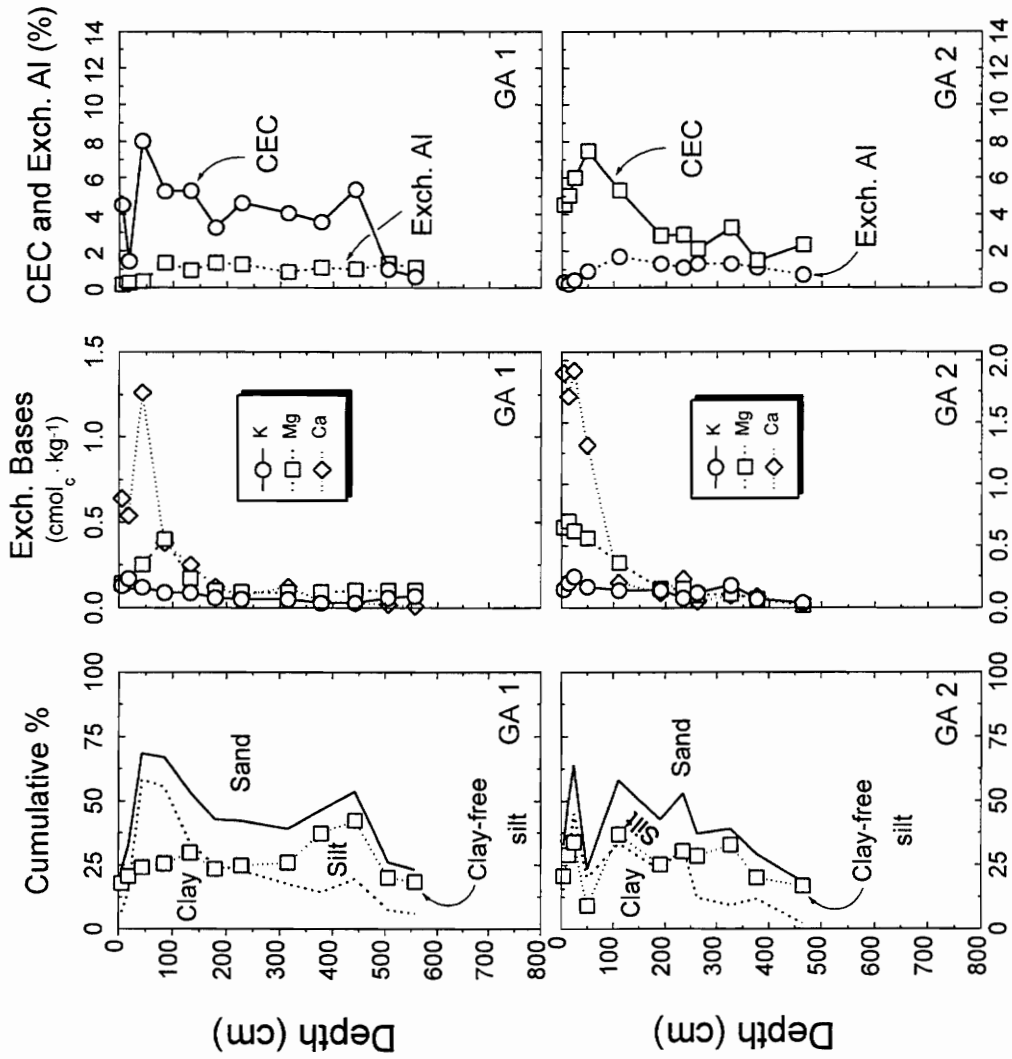 Cumulative %
Exch. Bases
(cmolc · kg-1)
CEC and Exch. Al (%)
0 25 50 75 100
0.0 0.5 1.0 1.5
0 2 4 6 8 10 12 14
Depth (cm)
0
100
200
300
400
500
600
700
800
Clay
Silt
Sand
Clay-free
silt
GA 1
K
Mg
Ca
GA 1
CEC
Exch. Al
GA 1
Depth (cm)
0
100
200
300
400
500
600
700
800
Clay
Silt
Sand
Clay-free
silt
GA 2
K
Mg
Ca
GA 2
CEC
Exch. Al
GA 2
0 25 50 75 100
0.0 0.5 1.0 1.5 2.0
0 2 4 6 8 10 12 14